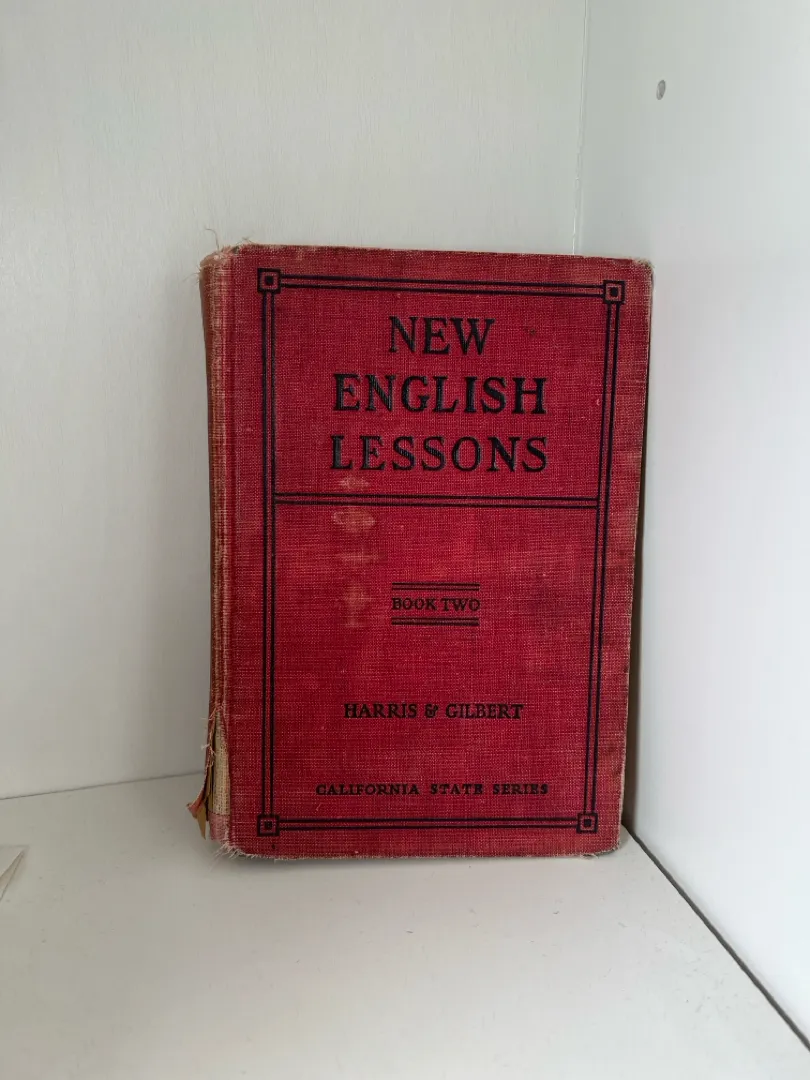 NEW
ENGLISH
LESSONS
BOOK TWO
HARRIS & GILBERT
CALIFORNIA STATE SERIES